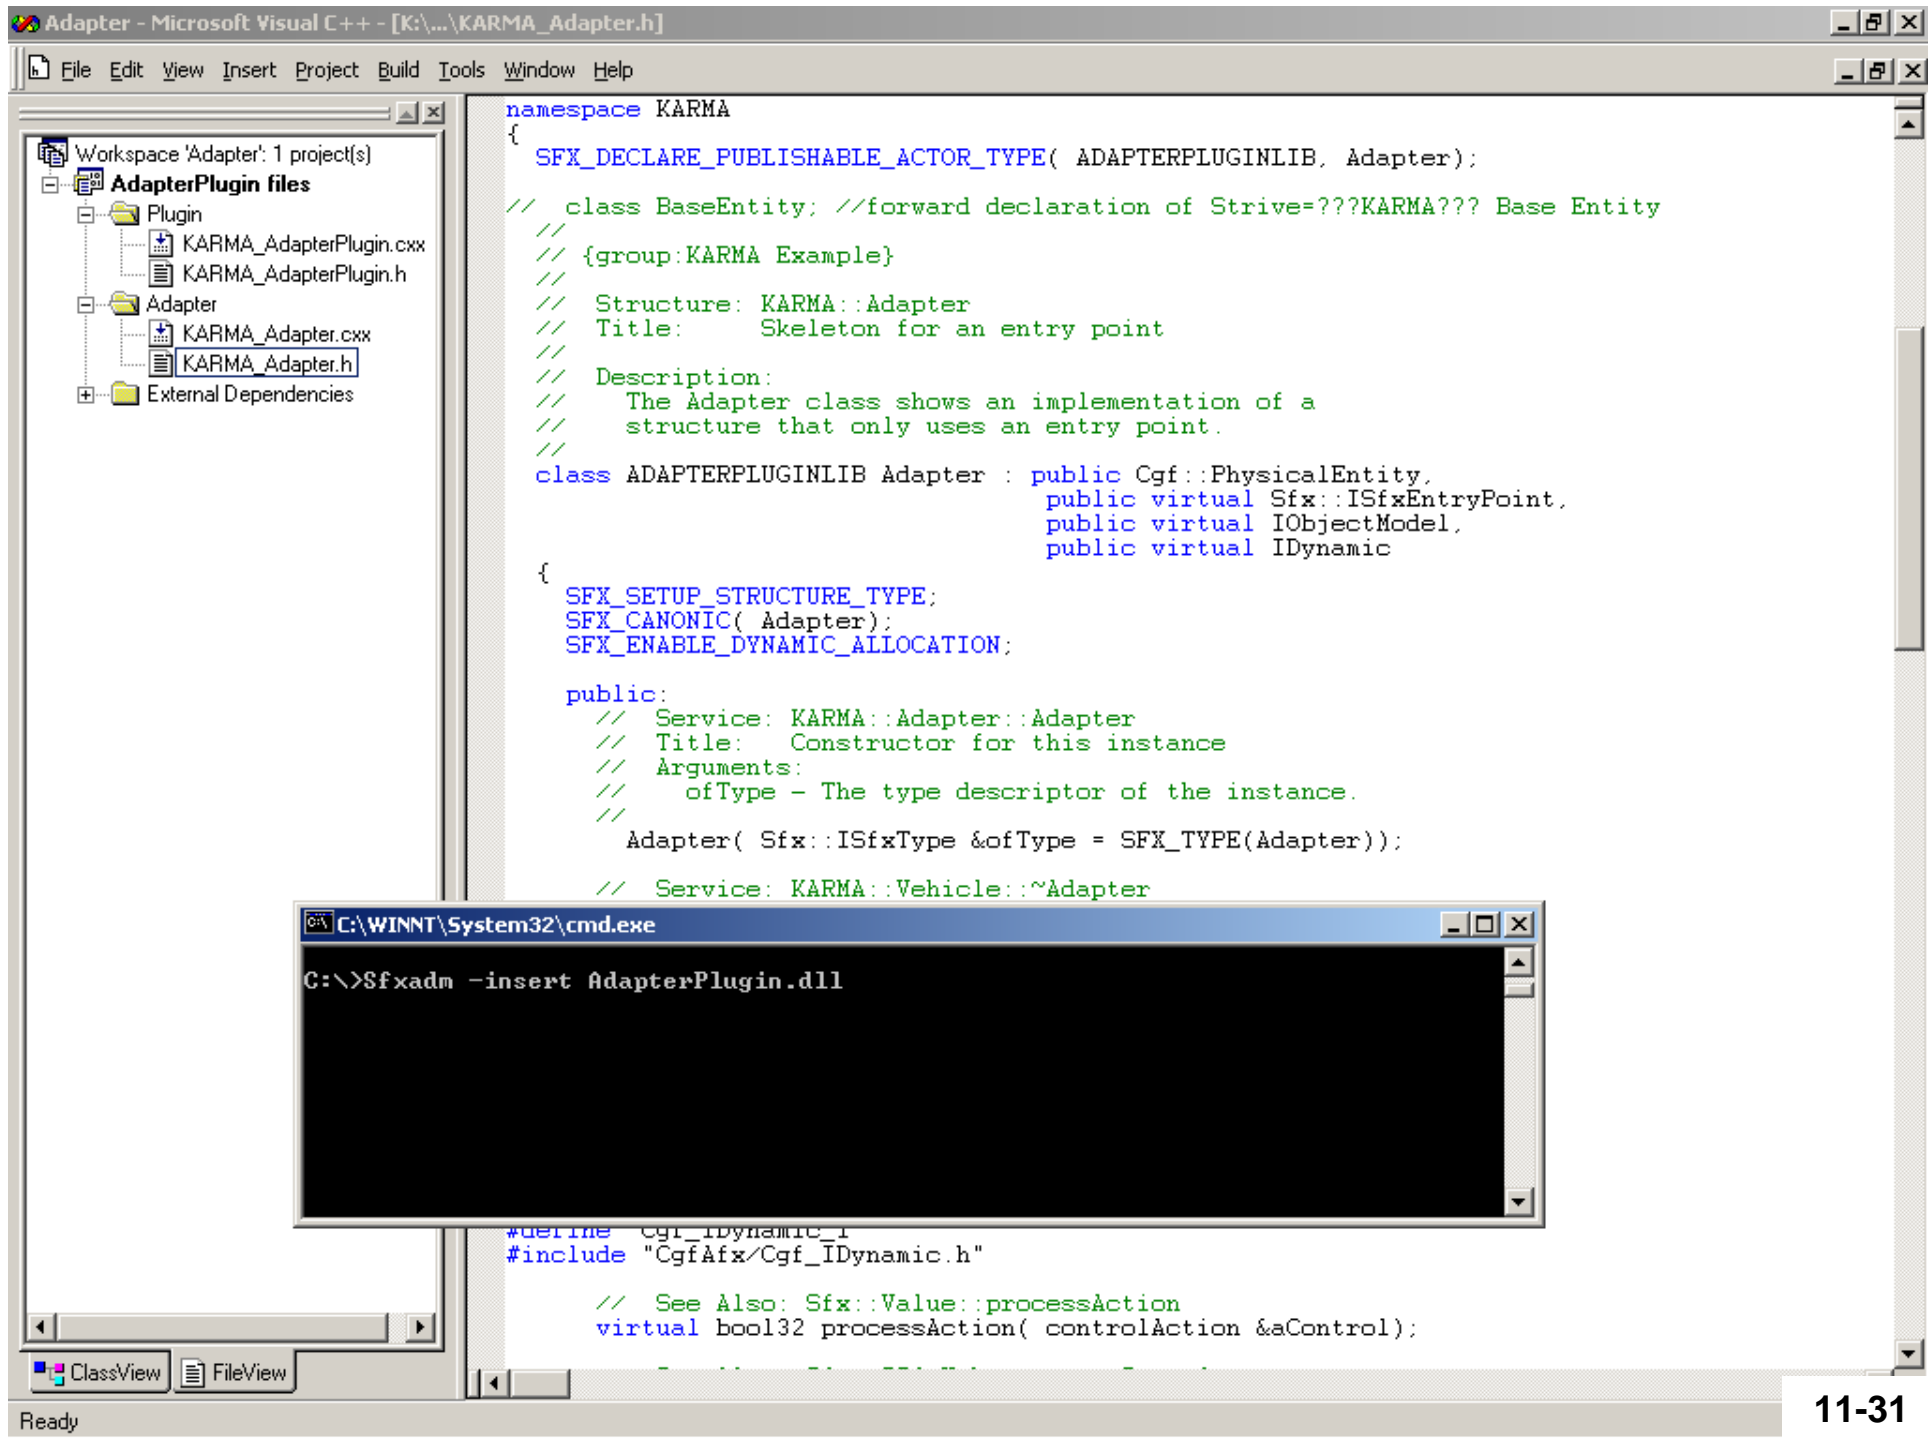 Adapter - Microsoft Visual C++ - [K:\...\KARMA_Adapter.h]
File Edit View Insert Project Build Tools Window Help
Workspace 'Adapter': 1 project(s)
AdapterPlugin files
Plugin
KARMA_AdapterPlugin.cxx
KARMA_AdapterPlugin.h
Adapter
KARMA_Adapter.cxx
KARMA_Adapter.h
External Dependencies
ClassView
FileView
namespace KARMA
{
SFX_DECLARE_PUBLISHABLE_ACTOR_TYPE( ADAPTERPLUGINLIB, Adapter);
// class BaseEntity; //forward declaration of Strive=???KARMA??? Base Entity
//
// {group:KARMA Example}
//
// Structure: KARMA::Adapter
// Title: Skeleton for an entry point
//
// Description:
// The Adapter class shows an implementation of a
// structure that only uses an entry point.
//
class ADAPTERPLUGINLIB Adapter : public Cgf::PhysicalEntity,
public virtual Sfx::ISfxEntryPoint,
public virtual IObjectModel,
public virtual IDynamic
{
SFX_SETUP_STRUCTURE_TYPE;
SFX_CANONIC( Adapter);
SFX_ENABLE_DYNAMIC_ALLOCATION;
public:
// Service: KARMA::Adapter::Adapter
// Title: Constructor for this instance
// Arguments:
// ofType - The type descriptor of the instance.
//
Adapter( Sfx::ISfxType &ofType = SFX_TYPE(Adapter));
// Service: KARMA::Vehicle::~Adapter
C:\WINNT\System32\cmd.exe
C:\>Sfxadm -insert AdapterPlugin.dll
#define Cgf_IDynamic_I
#include "CgfAfx/Cgf_IDynamic.h"
// See Also: Sfx::Value::processAction
virtual bool32 processAction( controlAction &aControl);
Ready
11-31